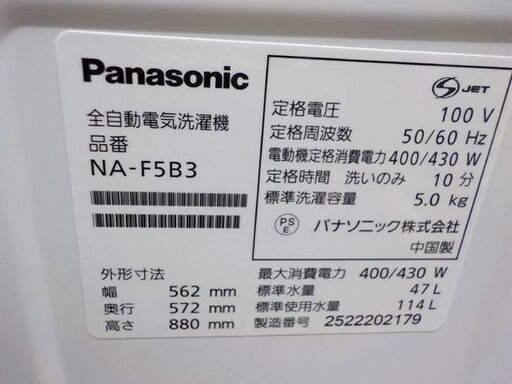 Panasonic
全自動電気洗濯機
品番
NA-F5B3
外形寸法
幅 562 mm
奥行 572 mm
高さ 880 mm
S JET
定格電圧 100 V
定格周波数 50/60 Hz
電動機定格消費電力 400/430 W
定格時間 洗いのみ 10 分
標準洗濯容量 5.0 kg
PS E パナソニック株式会社
中国製
最大消費電力 400/430 W
標準水量 47 L
標準使用水量 114 L
製造番号 2522202179